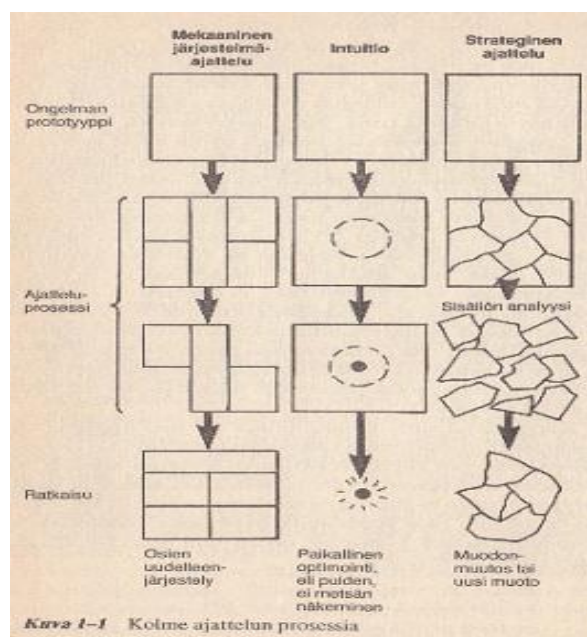 Mekaaninen
järjestelmä-
ajattelu
Intuitio
Strateginen
ajattelu
Ongelman
prototyyppi
Ajattelu-
prosessi
Sisällön analyysi
Ratkaisu
Osien
uudelleen-
järjestely
Paikallinen
optimointi,
eli puiden,
ei metsän
näkeminen
Muodon-
muutos tai
uusi muoto
Kuva 1-1 Kolme ajattelun prosessia